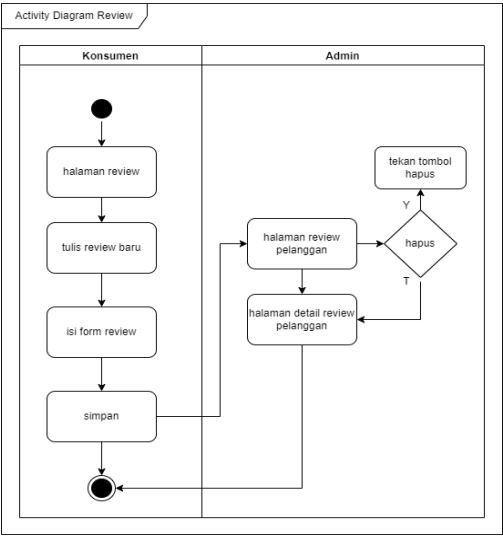 Activity Diagram Review
Konsumen
Admin
halaman review
tulis review baru
isi form review
simpan
halaman review
pelanggan
hapus
Y
tekan tombol
hapus
T
halaman detail review
pelanggan